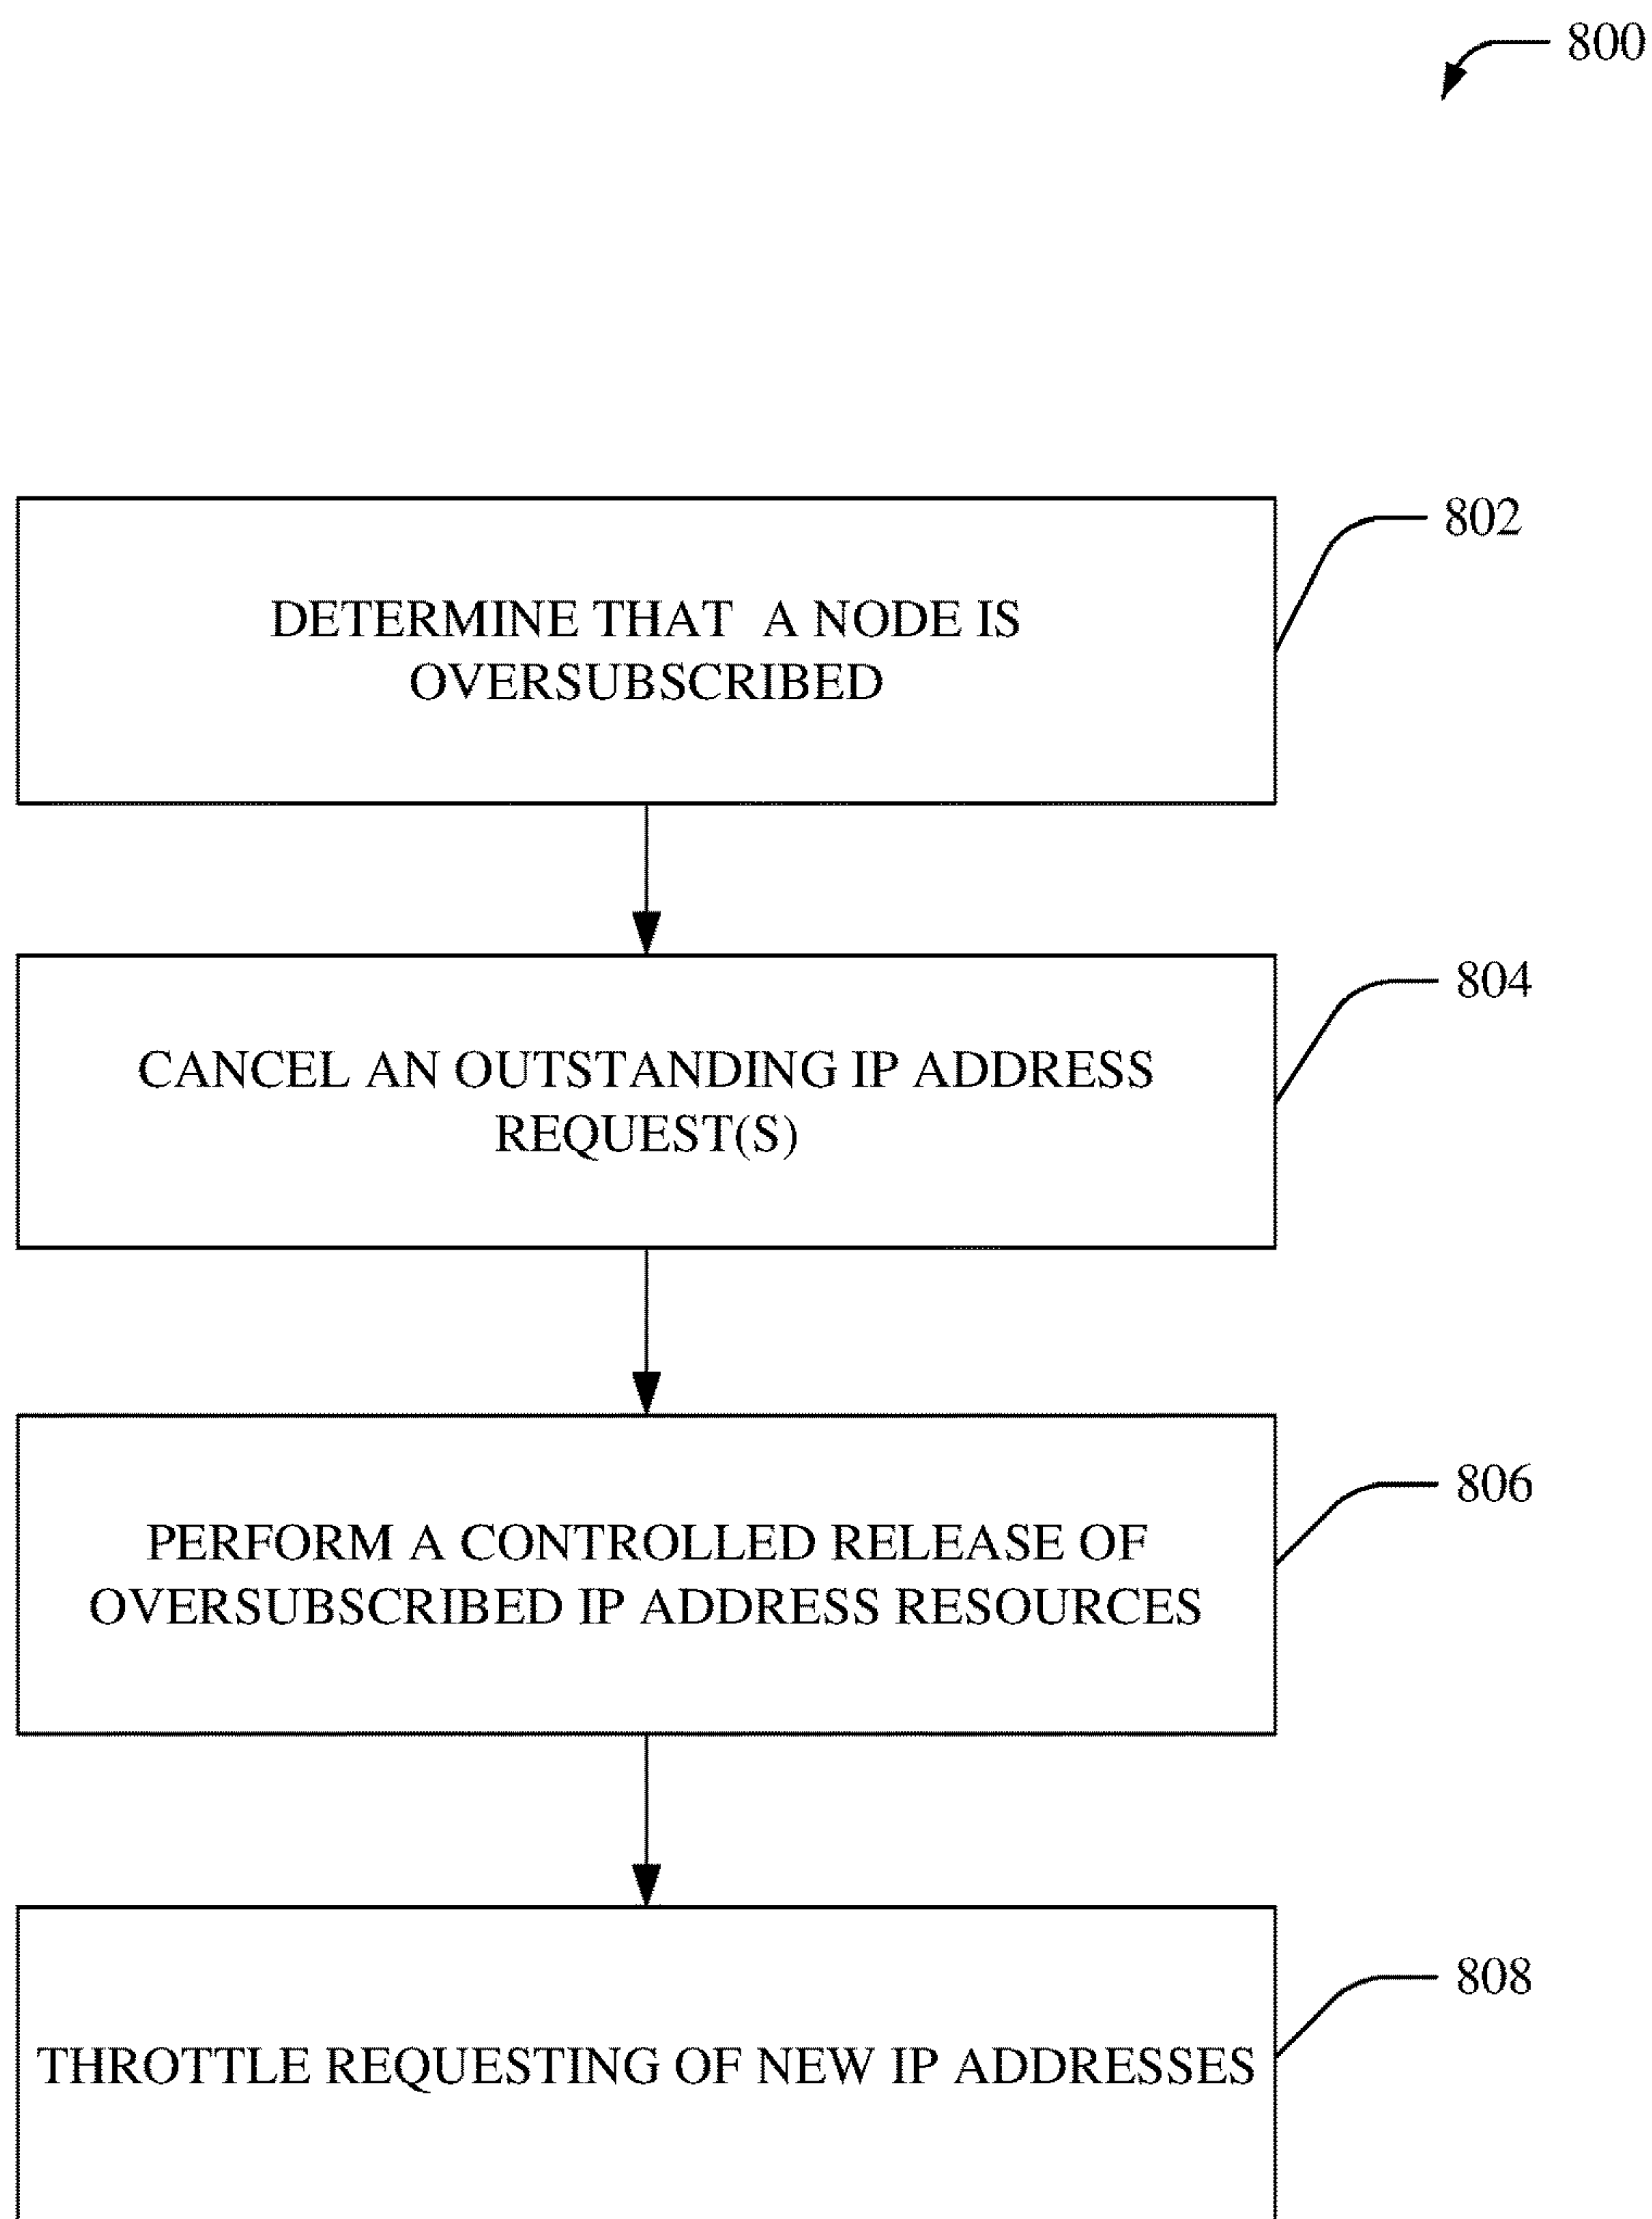 800
802
DETERMINE THAT A NODE IS
OVERSUBSCRIBED
804
CANCEL AN OUTSTANDING IP ADDRESS
REQUEST(S)
806
PERFORM A CONTROLLED RELEASE OF
OVERSUBSCRIBED IP ADDRESS RESOURCES
808
THROTTLE REQUESTING OF NEW IP ADDRESSES